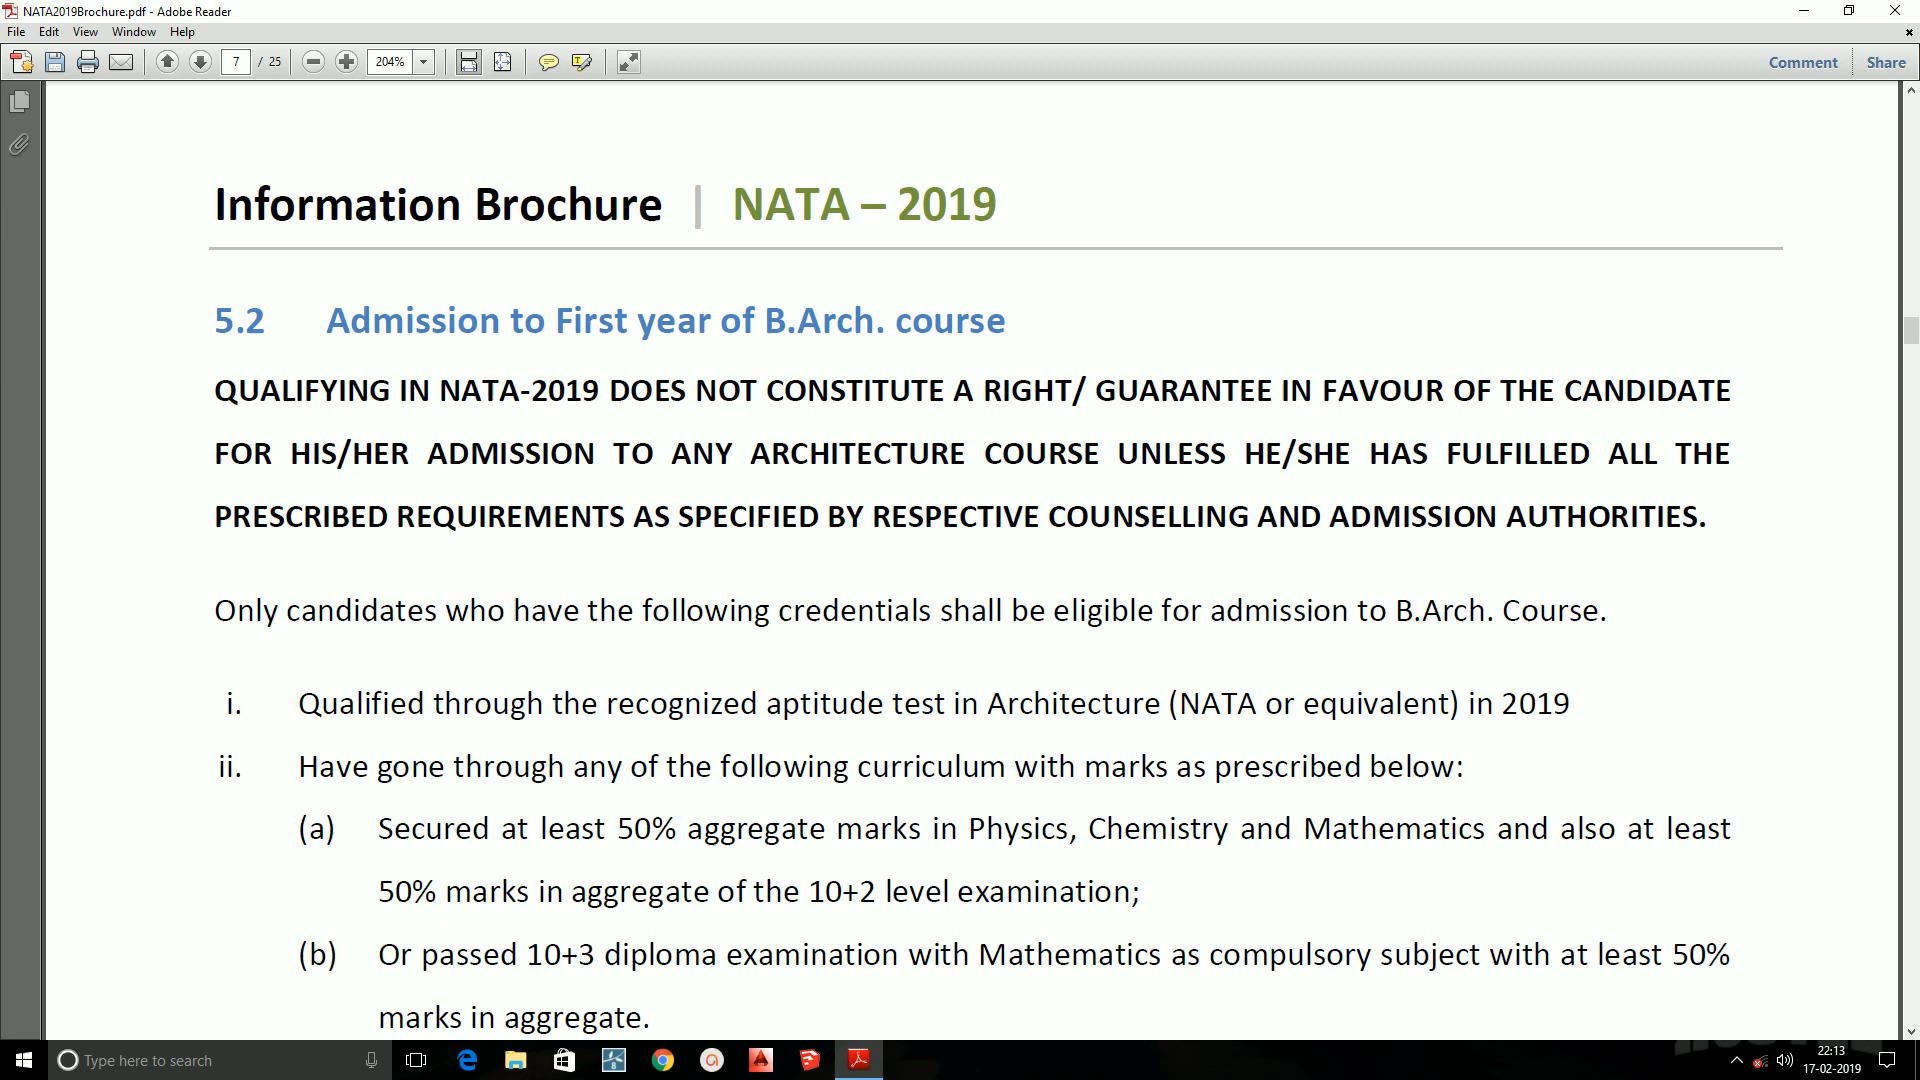 NATA2019Brochure.pdf - Adobe Reader
File Edit View Window Help
7 / 25 204% Comment Share
Information Brochure | NATA – 2019
5.2 Admission to First year of B.Arch. course
QUALIFYING IN NATA-2019 DOES NOT CONSTITUTE A RIGHT/ GUARANTEE IN FAVOUR OF THE CANDIDATE
FOR HIS/HER ADMISSION TO ANY ARCHITECTURE COURSE UNLESS HE/SHE HAS FULFILLED ALL THE
PRESCRIBED REQUIREMENTS AS SPECIFIED BY RESPECTIVE COUNSELLING AND ADMISSION AUTHORITIES.
Only candidates who have the following credentials shall be eligible for admission to B.Arch. Course.
i. Qualified through the recognized aptitude test in Architecture (NATA or equivalent) in 2019
ii. Have gone through any of the following curriculum with marks as prescribed below:
(a) Secured at least 50% aggregate marks in Physics, Chemistry and Mathematics and also at least
50% marks in aggregate of the 10+2 level examination;
(b) Or passed 10+3 diploma examination with Mathematics as compulsory subject with at least 50%
marks in aggregate.
Type here to search
22:13
17-02-2019